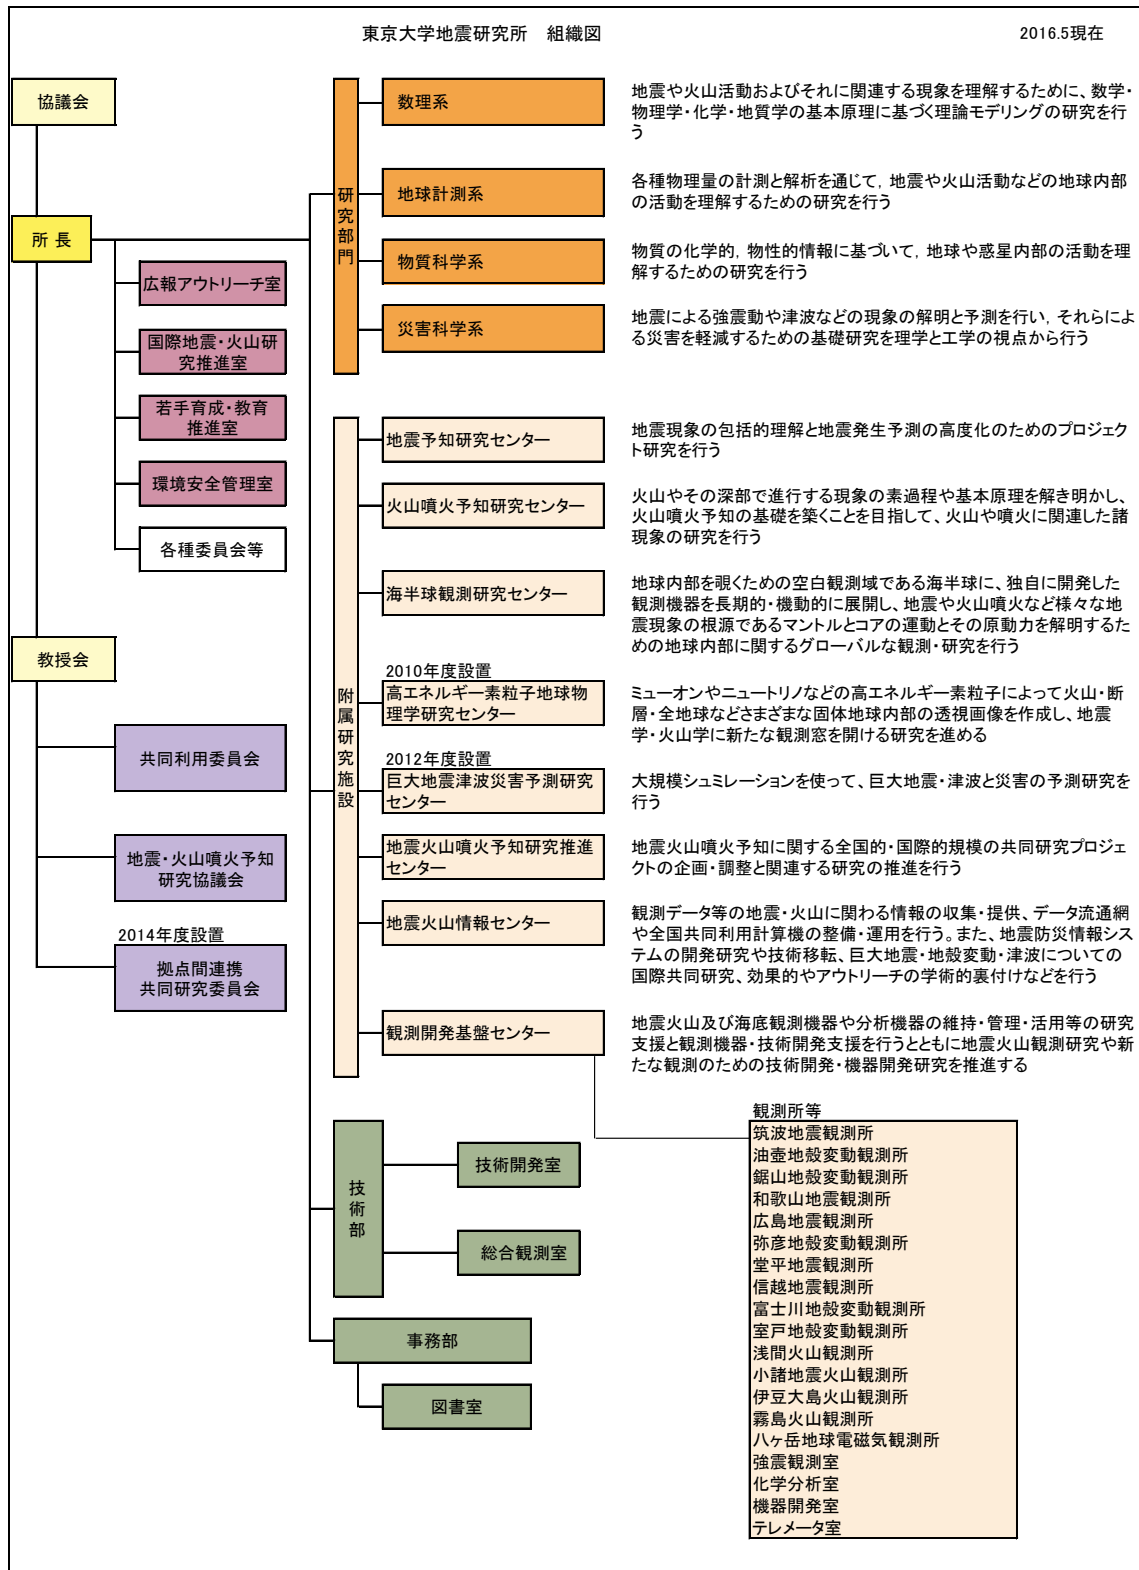 東京大学地震研究所　組織図
2016.5現在
協議会
所 長
広報アウトリーチ室
国際地震・火山研
究推進室
若手育成・教育
推進室
環境安全管理室
各種委員会等
教授会
共同利用委員会
地震・火山噴火予知
研究協議会
2014年度設置
拠点間連携
共同研究委員会
研究部門
数理系
地震や火山活動およびそれに関連する現象を理解するために、数学・
物理学・化学・地質学の基本原理に基づく理論モデリングの研究を行
う
地球計測系
各種物理量の計測と解析を通じて，地震や火山活動などの地球内部
の活動を理解するための研究を行う
物質科学系
物質の化学的，物性的情報に基づいて，地球や惑星内部の活動を理
解するための研究を行う
災害科学系
地震による強震動や津波などの現象の解明と予測を行い，それらによ
る災害を軽減するための基礎研究を理学と工学の視点から行う
附属研究施設
地震予知研究センター
地震現象の包括的理解と地震発生予測の高度化のためのプロジェク
ト研究を行う
火山噴火予知研究センター
火山やその深部で進行する現象の素過程や基本原理を解き明かし、
火山噴火予知の基礎を築くことを目指して、火山や噴火に関連した諸
現象の研究を行う
海半球観測研究センター
地球内部を覗くための空白観測域である海半球に、独自に開発した
観測機器を長期的・機動的に展開し、地震や火山噴火など様々な地
震現象の根源であるマントルとコアの運動とその原動力を解明するた
めの地球内部に関するグローバルな観測・研究を行う
2010年度設置
高エネルギー素粒子地球物
理学研究センター
ミューオンやニュートリノなどの高エネルギー素粒子によって火山・断
層・全地球などさまざまな固体地球内部の透視画像を作成し、地震
学・火山学に新たな観測窓を開ける研究を進める
2012年度設置
巨大地震津波災害予測研究
センター
大規模シュミレーションを使って、巨大地震・津波と災害の予測研究を
行う
地震火山噴火予知研究推進
センター
地震火山噴火予知に関する全国的・国際的規模の共同研究プロジェ
クトの企画・調整と関連する研究の推進を行う
地震火山情報センター
観測データ等の地震・火山に関わる情報の収集・提供、データ流通網
や全国共同利用計算機の整備・運用を行う。また、地震防災情報シス
テムの開発研究や技術移転、巨大地震・地殻変動・津波についての
国際共同研究、効果的やアウトリーチの学術的裏付けなどを行う
観測開発基盤センター
地震火山及び海底観測機器や分析機器の維持・管理・活用等の研究
支援と観測機器・技術開発支援を行うとともに地震火山観測研究や新
たな観測のための技術開発・機器開発研究を推進する
観測所等
筑波地震観測所
油壷地殻変動観測所
鋸山地殻変動観測所
和歌山地震観測所
広島地震観測所
弥彦地殻変動観測所
堂平地震観測所
信越地震観測所
富士川地殻変動観測所
室戸地殻変動観測所
浅間火山観測所
小諸地震火山観測所
伊豆大島火山観測所
霧島火山観測所
八ヶ岳地球電磁気観測所
強震観測室
化学分析室
機器開発室
テレメータ室
技術部
技術開発室
総合観測室
事務部
図書室